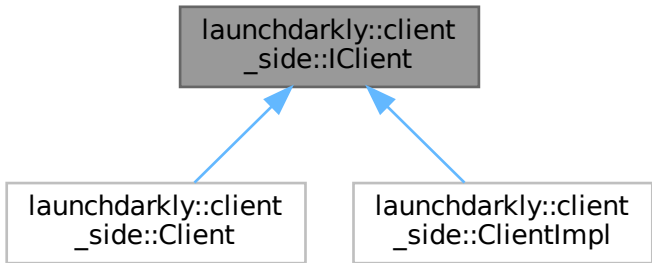 launchdarkly::client
_side::IClient
launchdarkly::client
_side::Client
launchdarkly::client
_side::ClientImpl